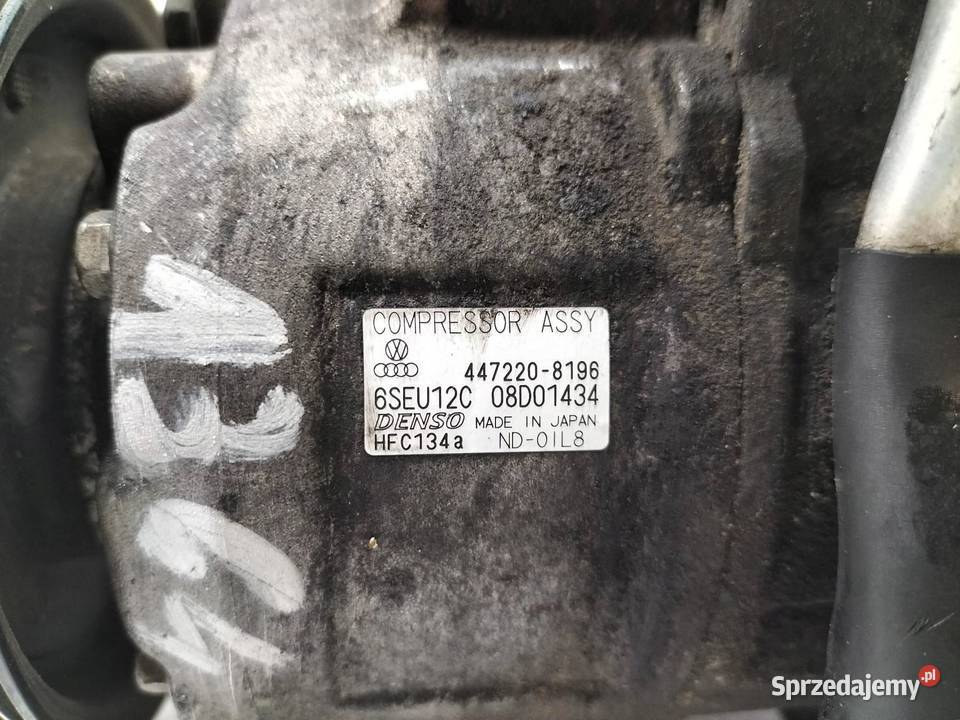 COMPRESSOR ASSY
447220-8196
6SEU12C 08D01434
DENSO MADE IN JAPAN
HFC134a ND-OIL8
Sprzedajemy.pl